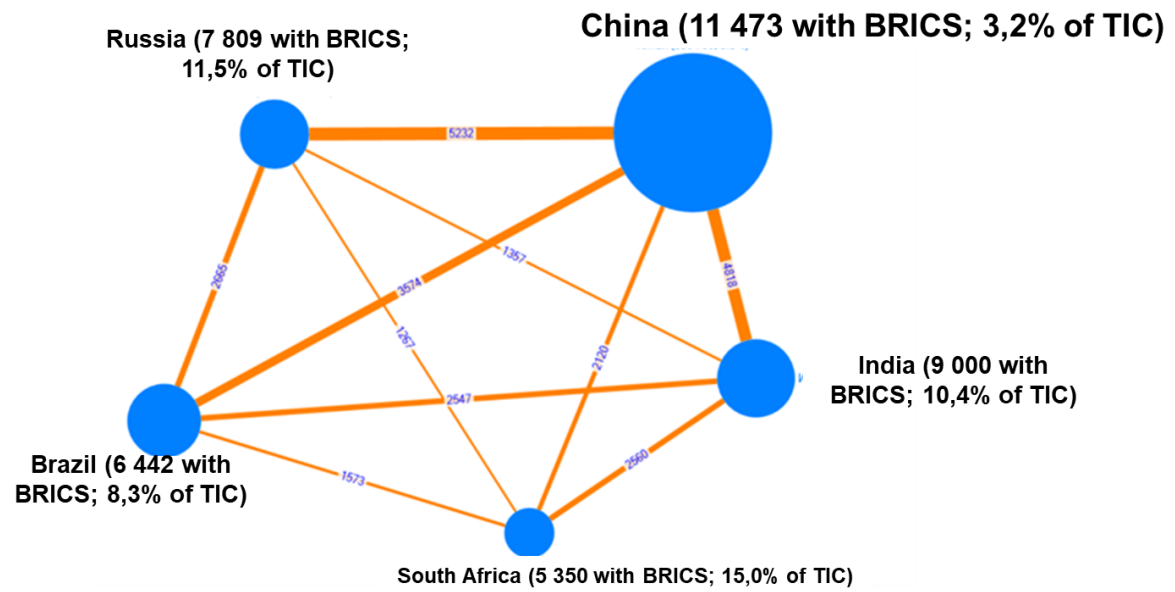 China (11 473 with BRICS; 3,2% of TIC)
Russia (7 809 with BRICS;
11,5% of TIC)
5232
1357
2665
3574
4818
1267
2120
India (9 000 with
BRICS; 10,4% of TIC)
2547
Brazil (6 442 with
BRICS; 8,3% of TIC)
1573
2560
South Africa (5 350 with BRICS; 15,0% of TIC)